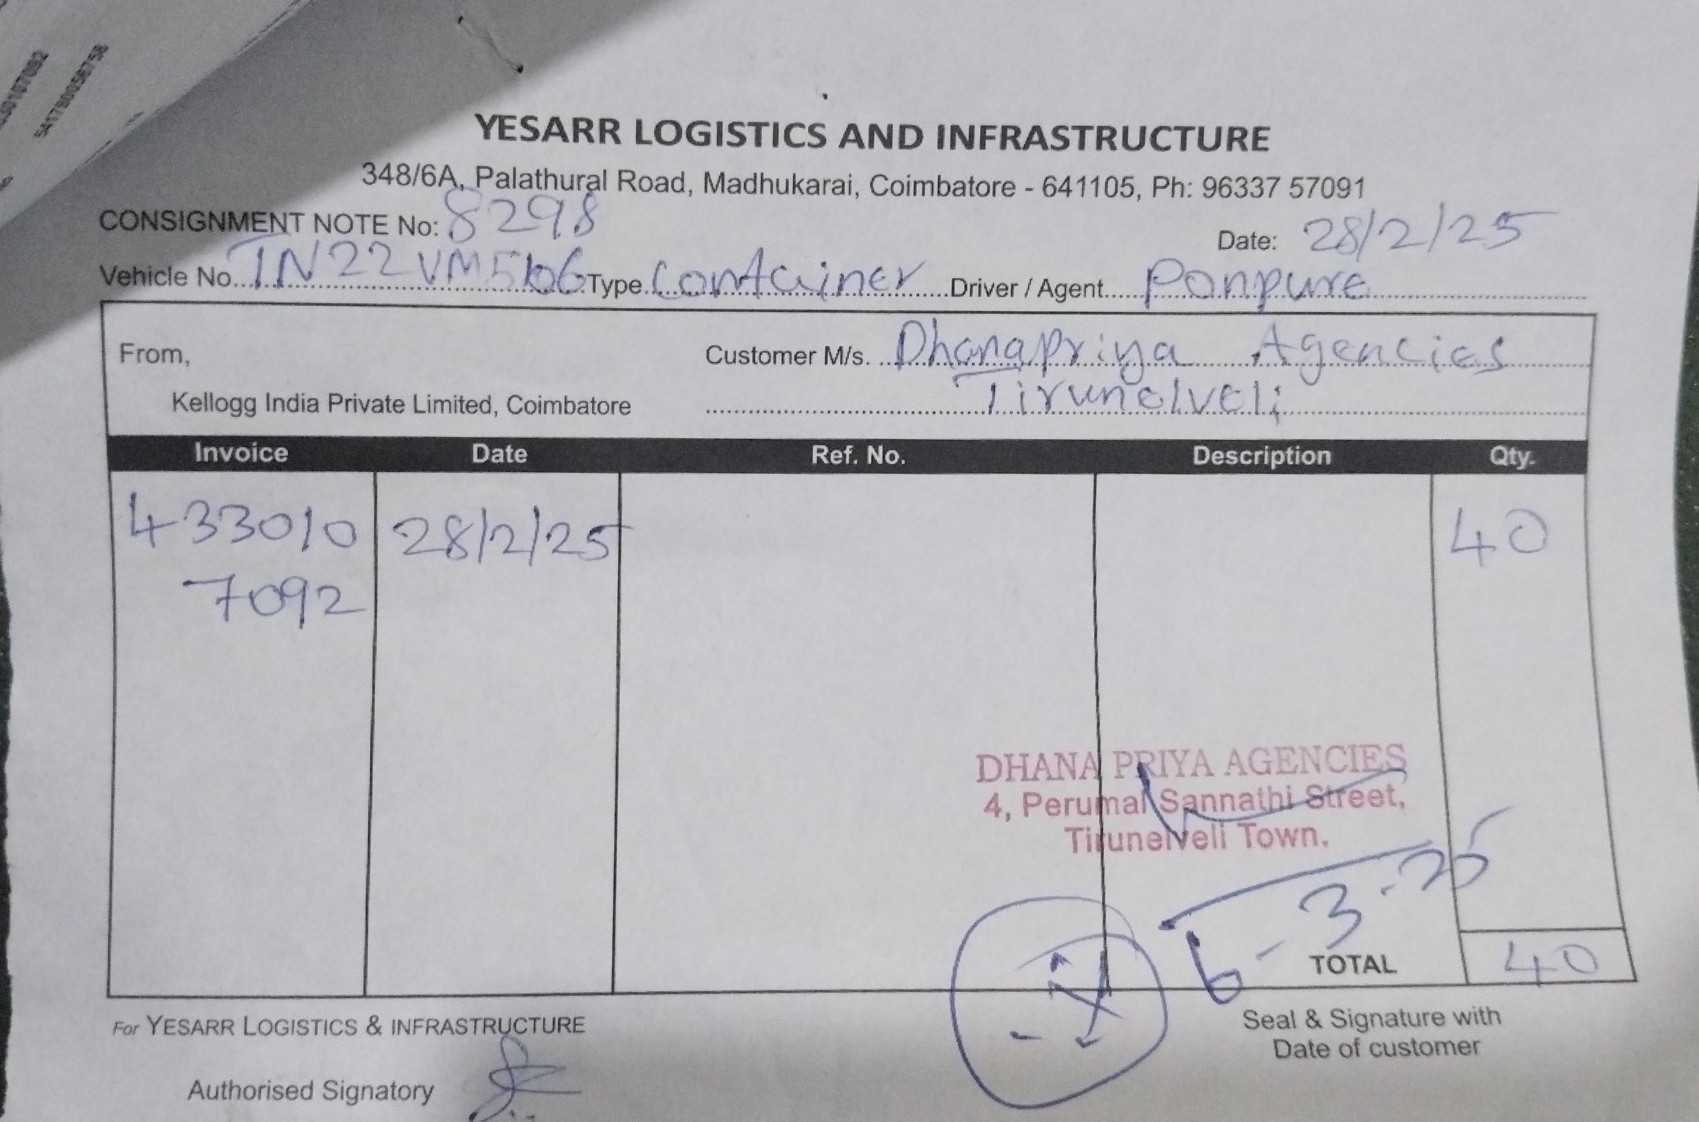 5417800056758
YESARR LOGISTICS AND INFRASTRUCTURE
348/6A, Palathural Road, Madhukarai, Coimbatore - 641105, Ph: 96337 57091
CONSIGNMENT NOTE No: 8298
Date: 28/2/25
Vehicle No. Type Container Driver / Agent Ponpure
From,
Customer M/s. Dhanapriya Agencies
Kellogg India Private Limited, Coimbatore
Tirunelveli
Invoice Date Ref. No. Description Qty.
433010 28/2/25 40
7092
DHANA PRIYA AGENCIES
4, Perumal Sannathi Street,
Tirunelveli Town.
6-3-25
TOTAL 40
For YESARR LOGISTICS & INFRASTRUCTURE
Seal & Signature with
Date of customer
Authorised Signatory